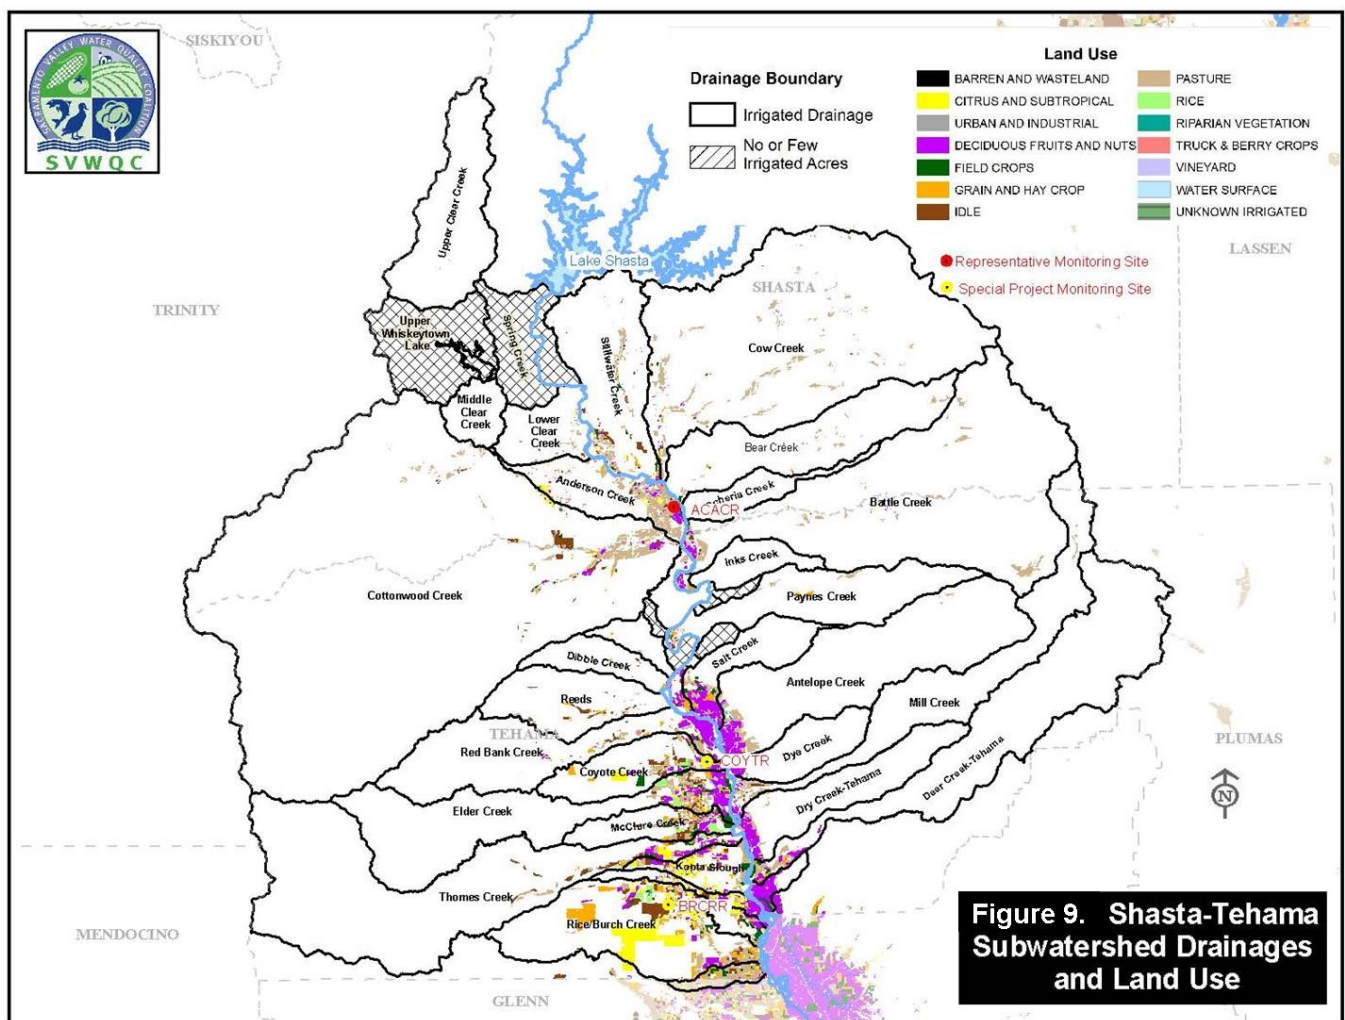 SACRAMENTO VALLEY WATER QUALITY COALITION
SVWQC
SISKIYOU
Drainage Boundary
Irrigated Drainage
No or Few
Irrigated Acres
Land Use
BARREN AND WASTELAND
CITRUS AND SUBTROPICAL
URBAN AND INDUSTRIAL
DECIDUOUS FRUITS AND NUTS
FIELD CROPS
GRAIN AND HAY CROP
IDLE
PASTURE
RICE
RIPARIAN VEGETATION
TRUCK & BERRY CROPS
VINEYARD
WATER SURFACE
UNKNOWN IRRIGATED
Representative Monitoring Site
Special Project Monitoring Site
LASSEN
Upper Clear Creek
Lake Shasta
SHASTA
TRINITY
Upper
Whiskeytown
Lake
Spring Creek
Stillwater Creek
Cow Creek
Middle
Clear
Creek
Lower
Clear
Creek
Bear Creek
Anderson Creek
cheria Creek
ACACR
Battle Creek
Inks Creek
Cottonwood Creek
Paynes Creek
Dibble Creek
Salt Creek
Antelope Creek
Reeds
Mill Creek
TEHAMA
Red Bank Creek
Dye Creek
PLUMAS
COYTR
Coyote Creek
Dry Creek-Tehama
Deer Creek-Tehama
N
Elder Creek
McClure Creek
Kopta Slough
Thomes Creek
BRCRR
Rice/Burch Creek
MENDOCINO
GLENN
Figure 9. Shasta-Tehama
Subwatershed Drainages
and Land Use